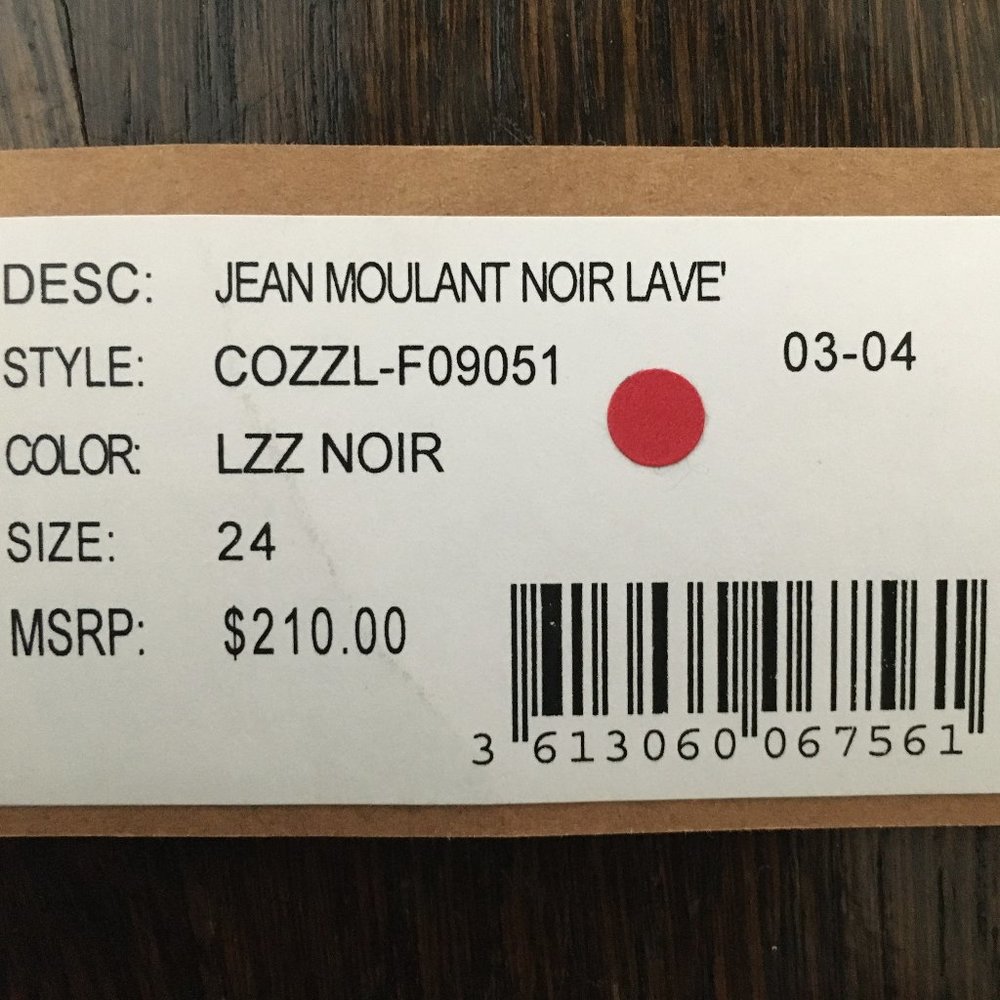 DESC: JEAN MOULANT NOIR LAVE'
STYLE: COZZL-F09051 03-04
COLOR: LZZ NOIR
SIZE: 24
MSRP: $210.00
3 613060 067561